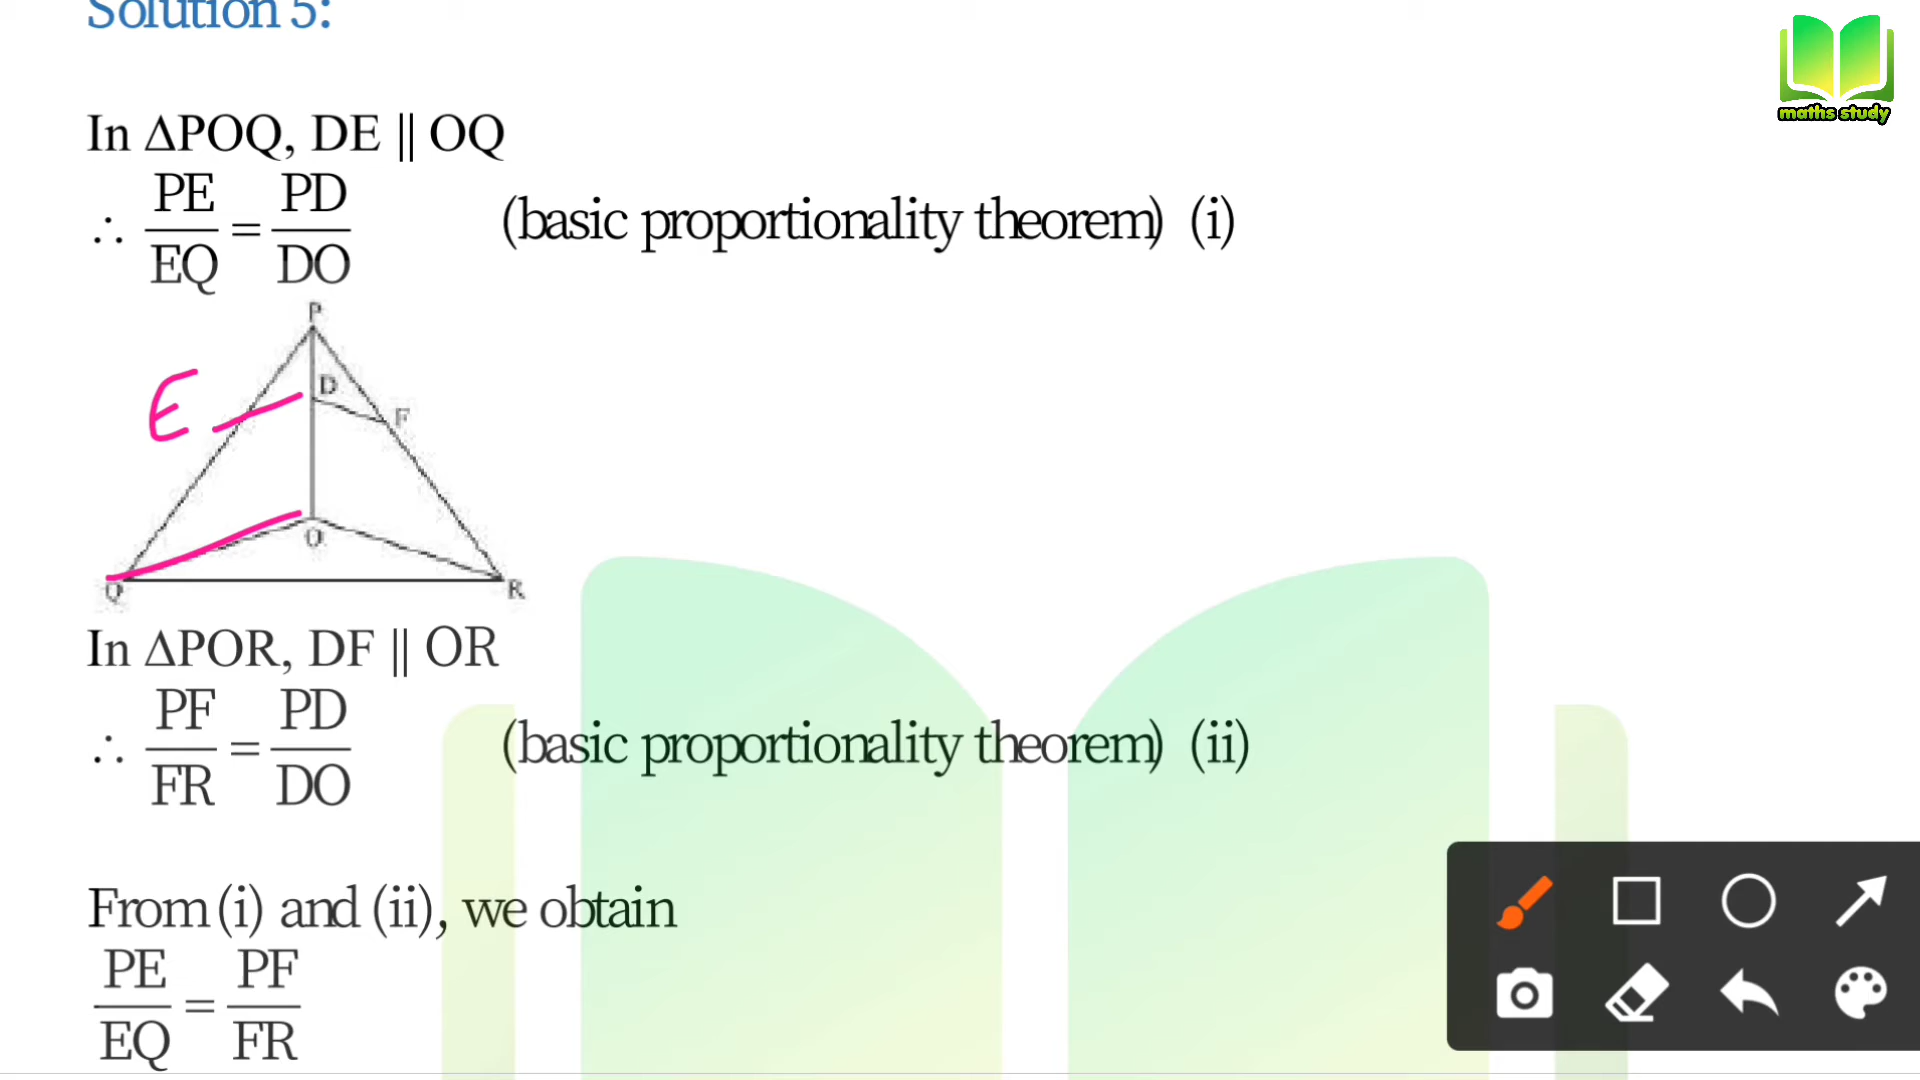 Solution 5:
maths study
In ΔPOQ, DE || OQ
∴ PE/EQ = PD/DO (basic proportionality theorem) (i)
P
D
E
F
O
Q R
In ΔPOR, DF || OR
∴ PF/FR = PD/DO (basic proportionality theorem) (ii)
From (i) and (ii), we obtain
PE/EQ = PF/FR